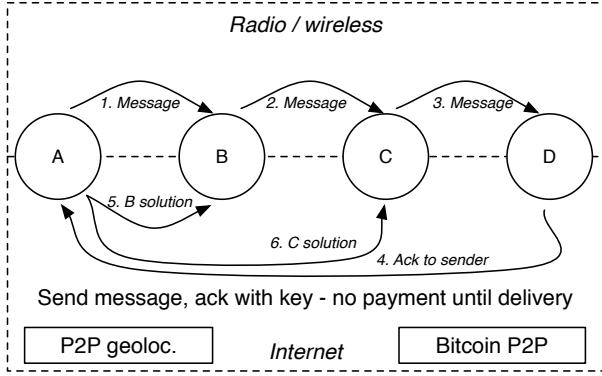 Radio / wireless
1. Message
2. Message
3. Message
A
B
C
D
5. B solution
6. C solution
4. Ack to sender
Send message, ack with key - no payment until delivery
P2P geoloc.
Internet
Bitcoin P2P